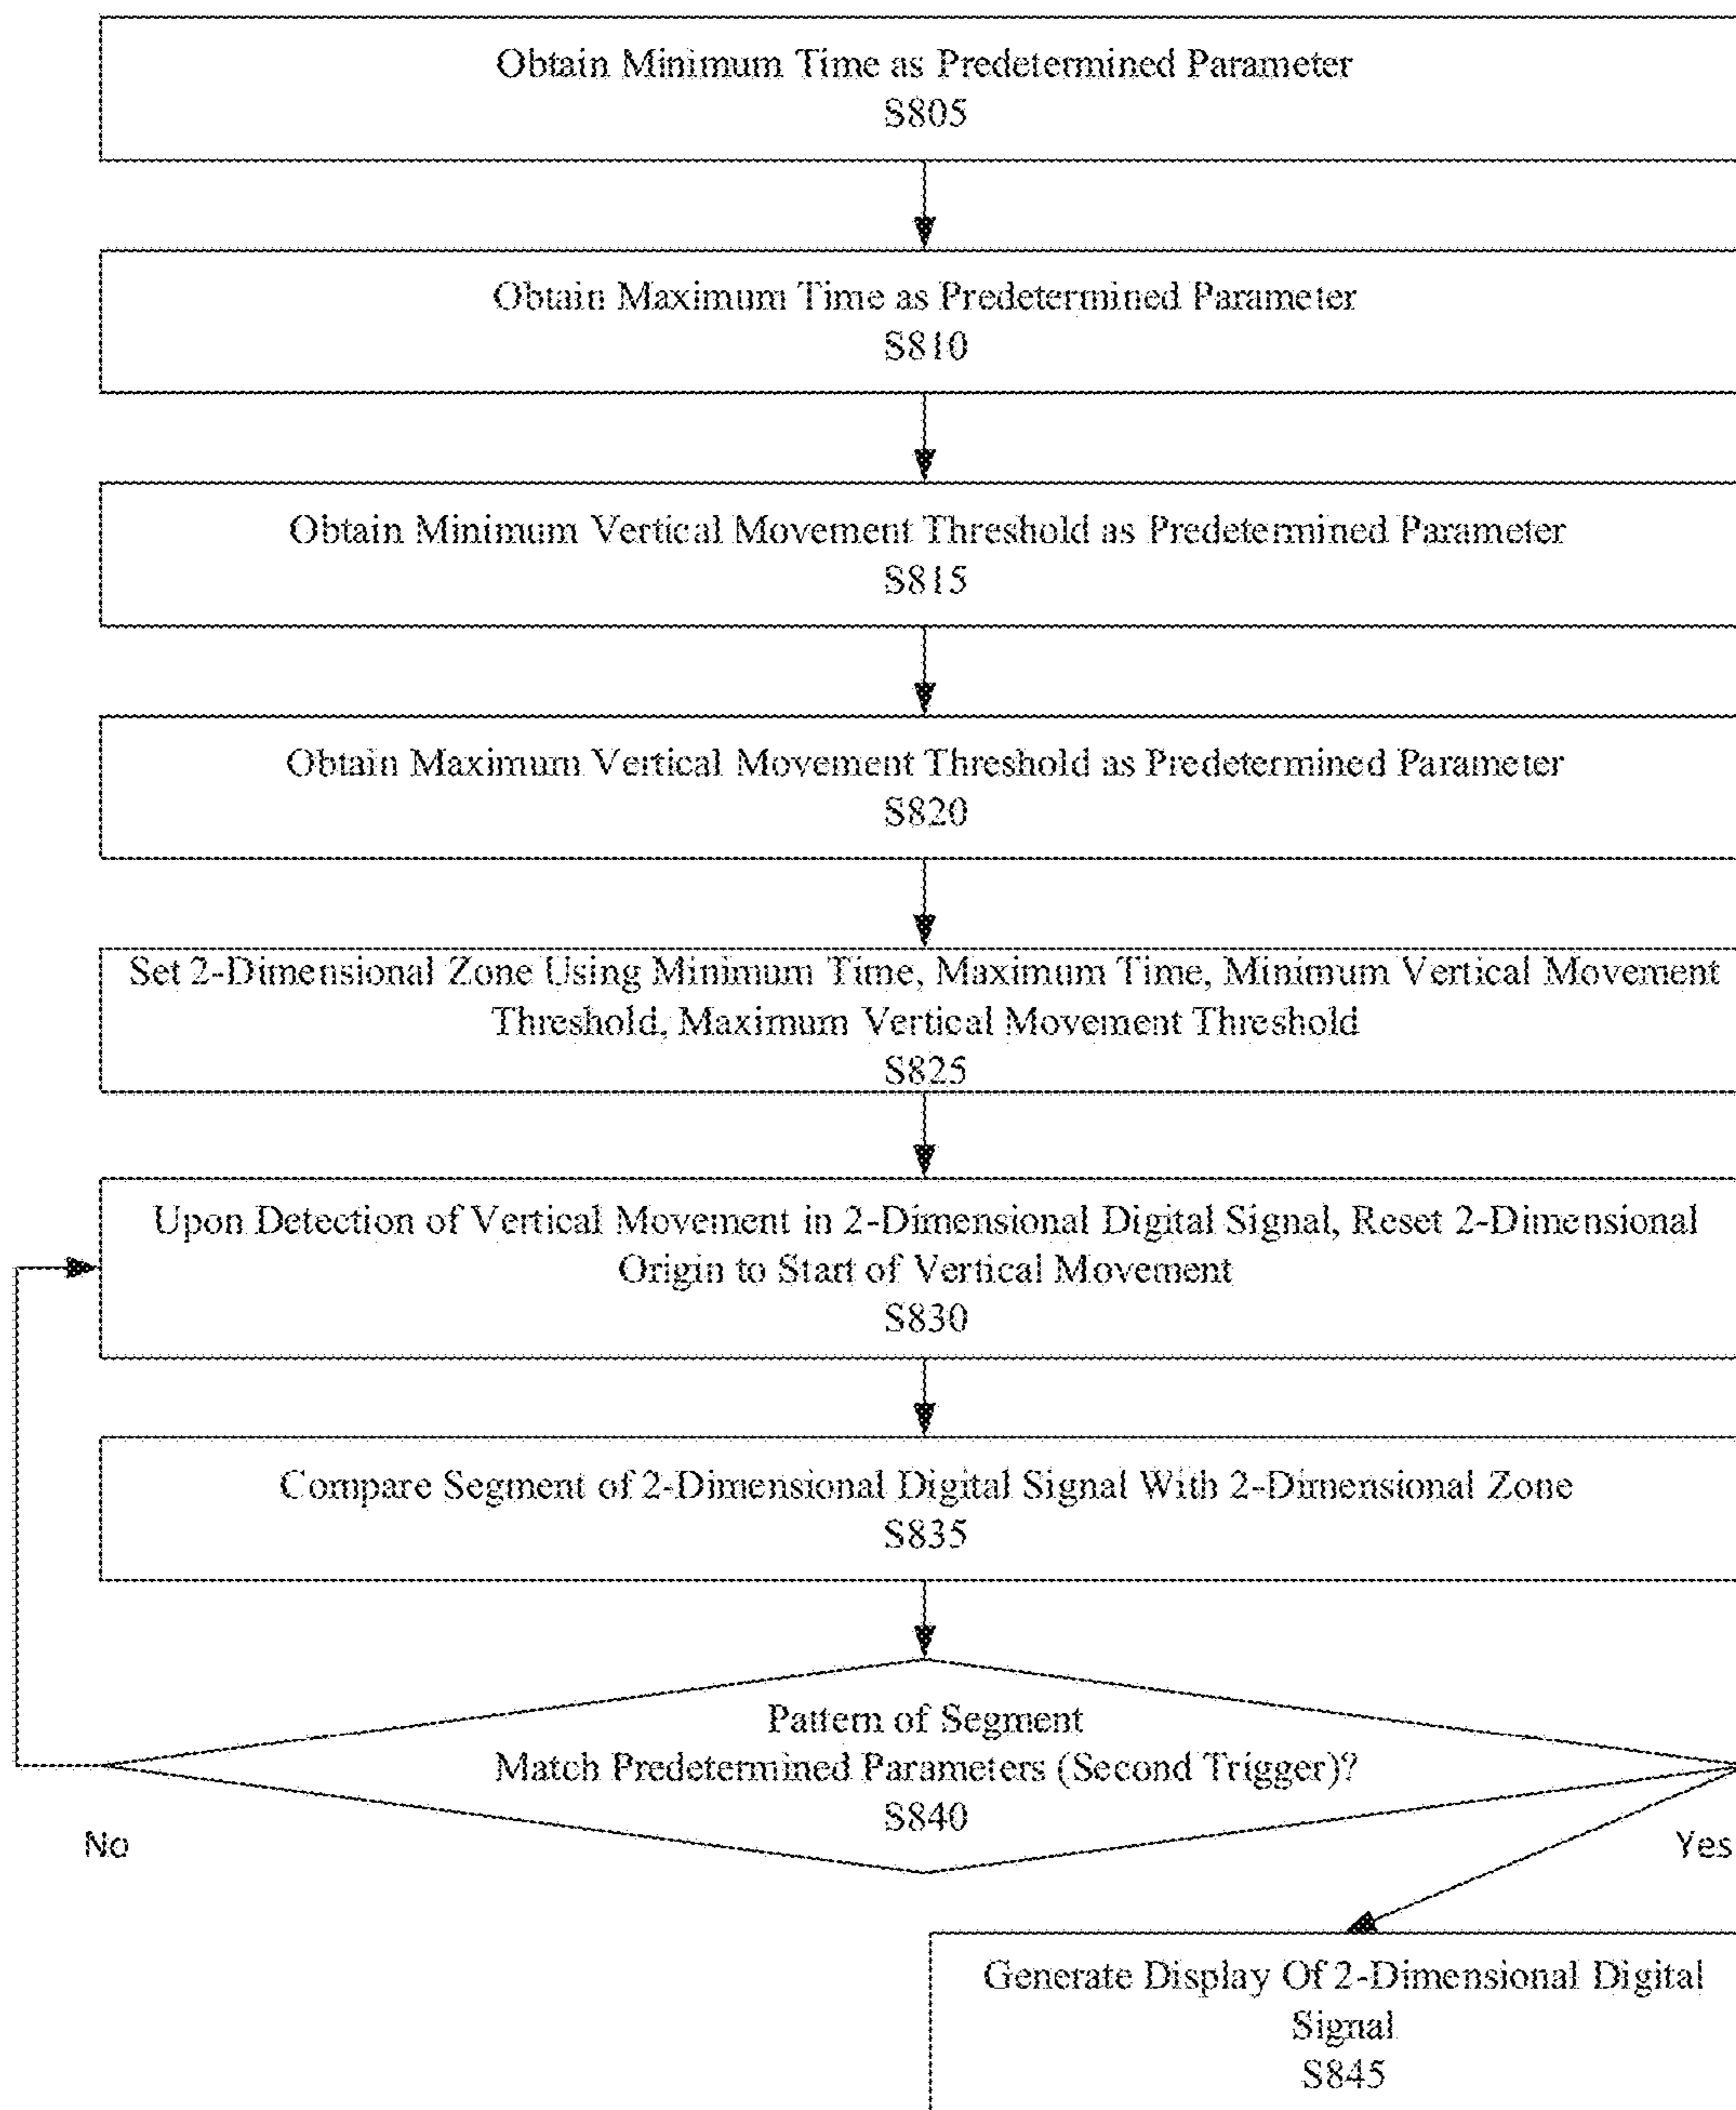 Obtain Minimum Time as Predetermined Parameter
S805
Obtain Maximum Time as Predetermined Parameter
S810
Obtain Minimum Vertical Movement Threshold as Predetermined Parameter
S815
Obtain Maximum Vertical Movement Threshold as Predetermined Parameter
S820
Set 2-Dimensional Zone Using Minimum Time, Maximum Time, Minimum Vertical Movement
Threshold, Maximum Vertical Movement Threshold
S825
Upon Detection of Vertical Movement in 2-Dimensional Digital Signal, Reset 2-Dimensional
Origin to Start of Vertical Movement
S830
Compare Segment of 2-Dimensional Digital Signal With 2-Dimensional Zone
S835
Pattern of Segment
Match Predetermined Parameters (Second Trigger)?
S840
No
Yes
Generate Display Of 2-Dimensional Digital
Signal
S845